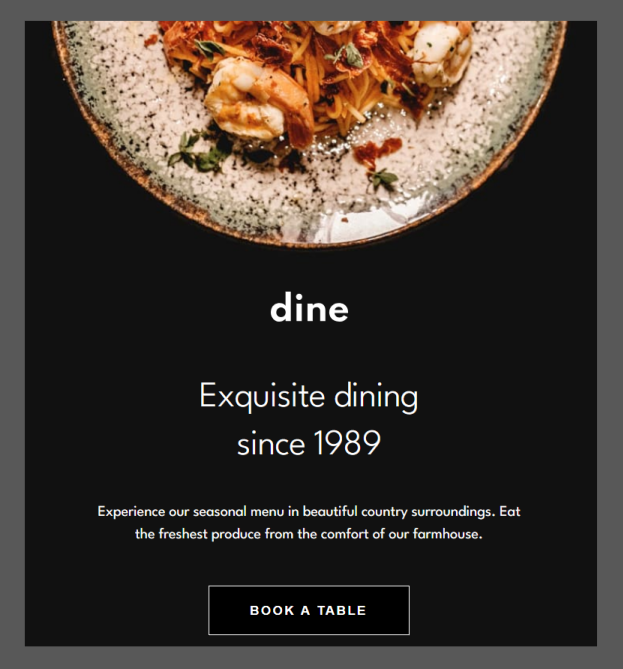 dine
Exquisite dining
since 1989
Experience our seasonal menu in beautiful country surroundings. Eat
the freshest produce from the comfort of our farmhouse.
BOOK A TABLE